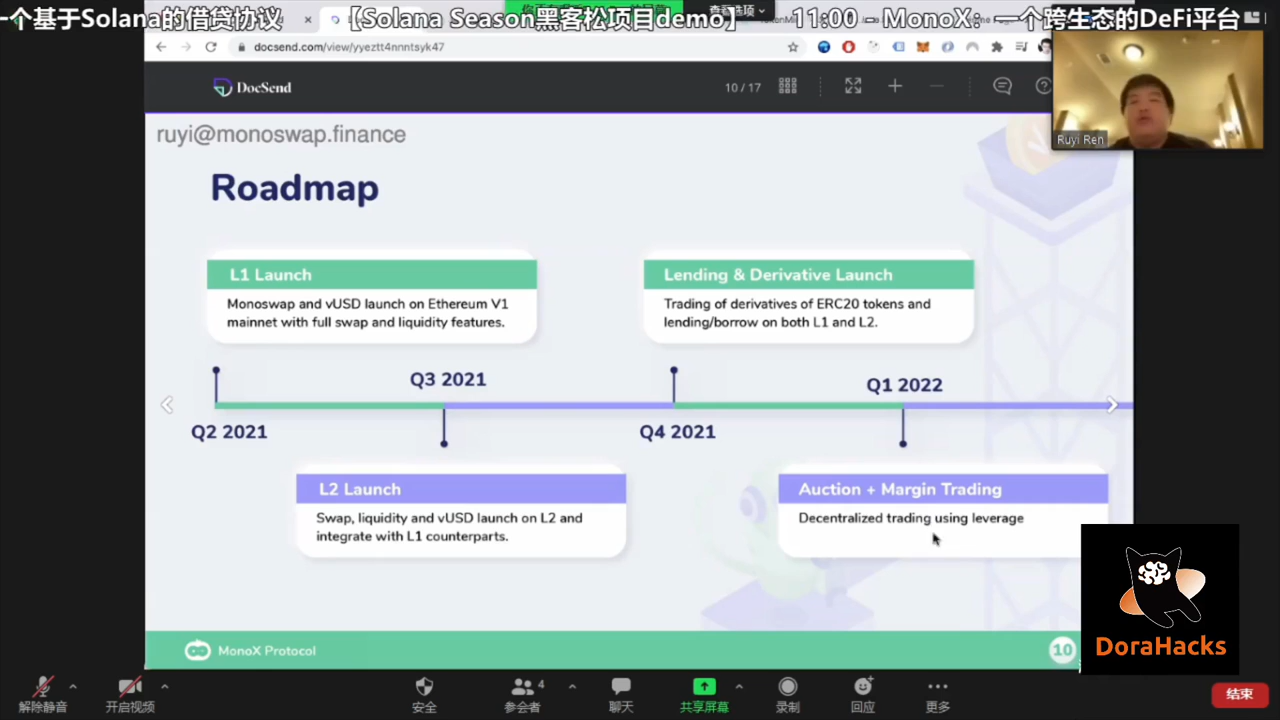 一个基于Solana的借贷协议
【Solana Season黑客松项目demo】
11:00 - MonoX：一个跨生态的DeFi平台
查看选项
docsend.com/view/yyeztt4nnntsyk47
DocSend
10 / 17
Ruyi Ren
ruyi@monoswap.finance
Roadmap
L1 Launch
Monoswap and vUSD launch on Ethereum V1
mainnet with full swap and liquidity features.
Lending & Derivative Launch
Trading of derivatives of ERC20 tokens and
lending/borrow on both L1 and L2.
Q3 2021
Q1 2022
Q2 2021
Q4 2021
L2 Launch
Swap, liquidity and vUSD launch on L2 and
integrate with L1 counterparts.
Auction + Margin Trading
Decentralized trading using leverage
DoraHacks
MonoX Protocol
10
解除静音
开启视频
安全
4
参会者
聊天
共享屏幕
录制
回应
更多
结束